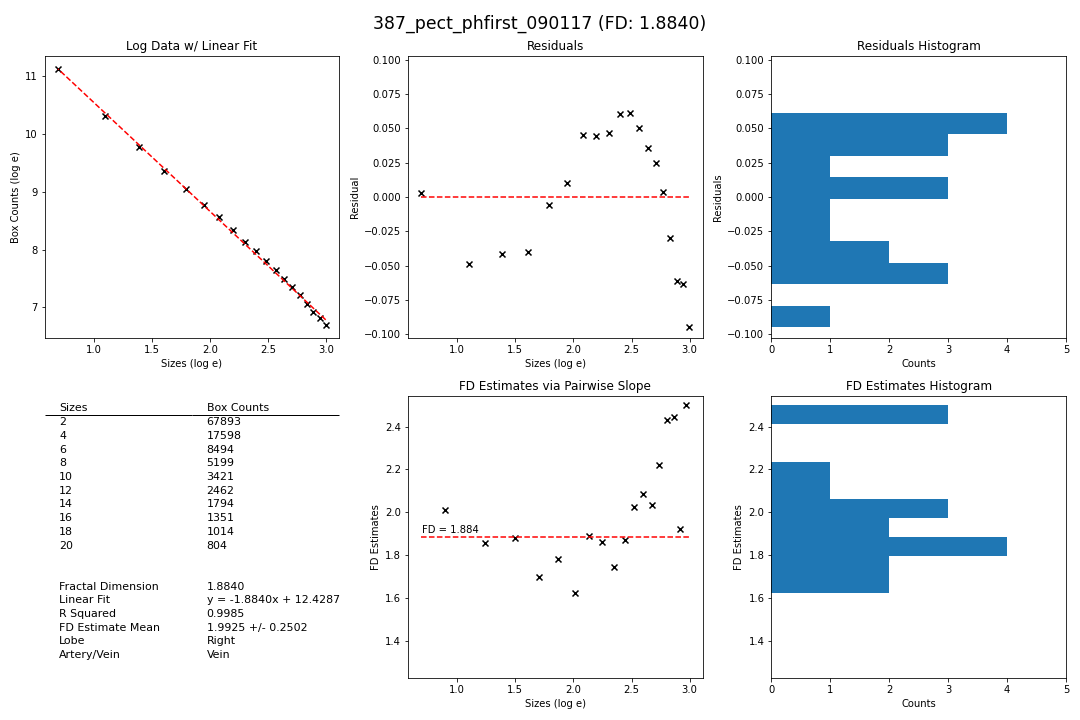 387_pect_phfirst_090117 (FD: 1.8840)
Log Data w/ Linear Fit
Box Counts (log e)
11
10
9
8
7
1.0 1.5 2.0 2.5 3.0
Sizes (log e)
Residuals
Residual
0.100
0.075
0.050
0.025
0.000
−0.025
−0.050
−0.075
−0.100
1.0 1.5 2.0 2.5 3.0
Sizes (log e)
Residuals Histogram
Residuals
0.100
0.075
0.050
0.025
0.000
−0.025
−0.050
−0.075
−0.100
0 1 2 3 4 5
Counts
Sizes Box Counts
2 67893
4 17598
6 8494
8 5199
10 3421
12 2462
14 1794
16 1351
18 1014
20 804
Fractal Dimension 1.8840
Linear Fit y = -1.8840x + 12.4287
R Squared 0.9985
FD Estimate Mean 1.9925 +/- 0.2502
Lobe Right
Artery/Vein Vein
FD Estimates via Pairwise Slope
FD Estimates
2.4
2.2
2.0
1.8
1.6
1.4
FD = 1.884
1.0 1.5 2.0 2.5 3.0
Sizes (log e)
FD Estimates Histogram
FD Estimates
2.4
2.2
2.0
1.8
1.6
1.4
0 1 2 3 4 5
Counts